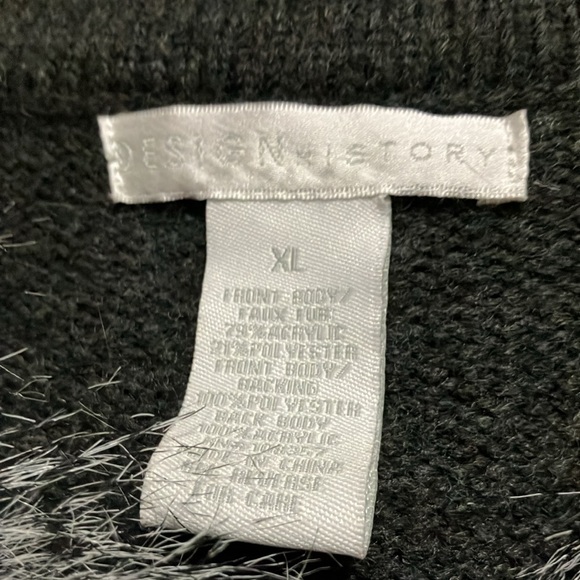 DESIGN HISTORY
XL
FRONT BODY/
FAUX FUR:
79%ACRYLIC
21%POLYESTER
FRONT BODY/
BACKING
100%POLYESTER
BACK BODY
100%ACRYLIC
MADE IN CHINA
SEE REVERSE
FOR CARE